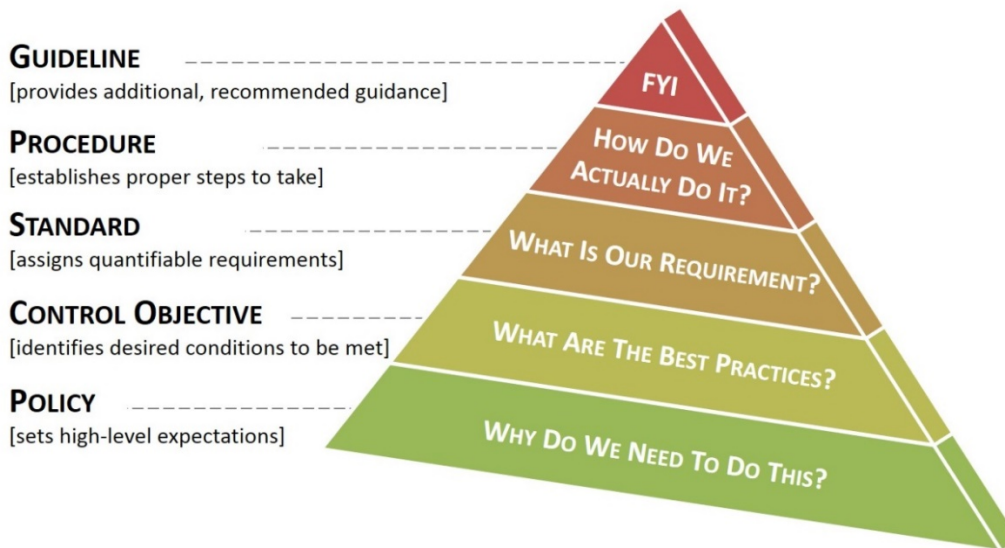 GUIDELINE
[provides additional, recommended guidance]
PROCEDURE
[establishes proper steps to take]
STANDARD
[assigns quantifiable requirements]
CONTROL OBJECTIVE
[identifies desired conditions to be met]
POLICY
[sets high-level expectations]
FYI
HOW DO WE
ACTUALLY DO IT?
WHAT IS OUR REQUIREMENT?
WHAT ARE THE BEST PRACTICES?
WHY DO WE NEED TO DO THIS?